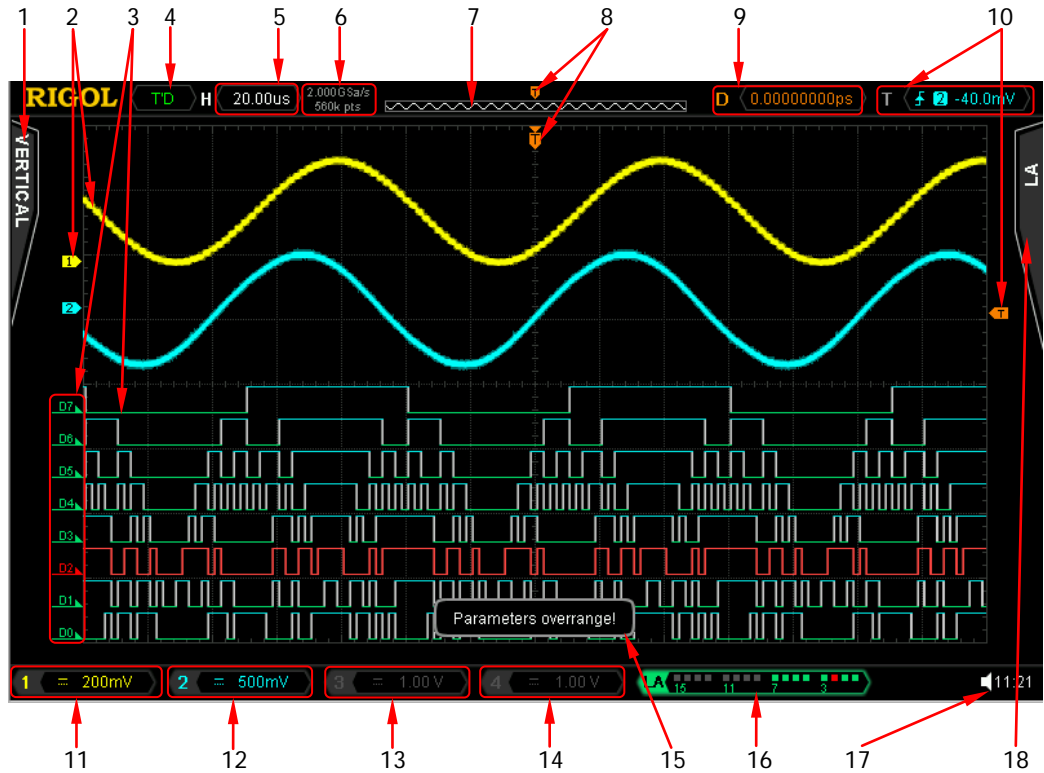 1 2 3 4 5 6 7 8 9 10
RIGOL T'D H 20.00us 2.000GSa/s D 0.00000000ps T 2 -40.0mV
560k pts
T
T
VERTICAL
LA
1
2
T
D7
D6
D5
D4
D3
D2
D1
D0
Parameters overrange!
1 200mV 2 500mV 3 1.00 V 4 1.00 V LA 15 11 7 3 11:21
11 12 13 14 15 16 17 18